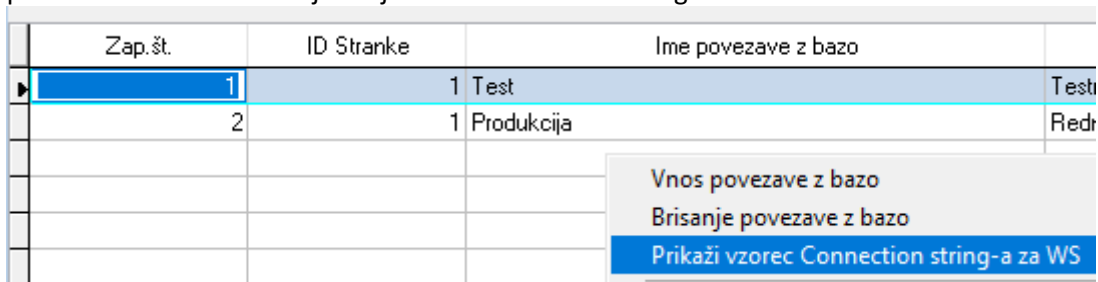 Zap.št. ID Stranke Ime povezave z bazo
1 1 Test
2 1 Produkcija
Vnos povezave z bazo
Brisanje povezave z bazo
Prikaži vzorec Connection string-a za WS